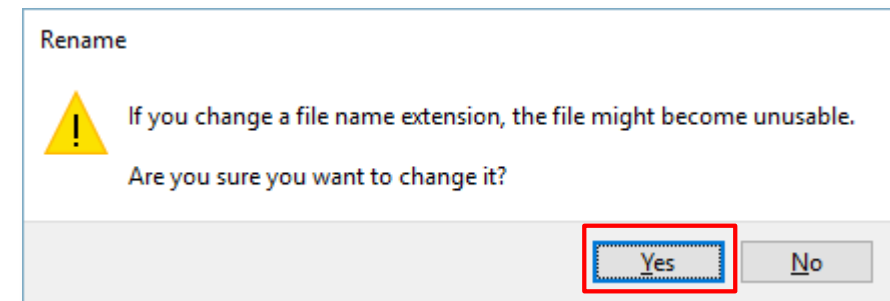 Rename
If you change a file name extension, the file might become unusable.
Are you sure you want to change it?
Yes
No